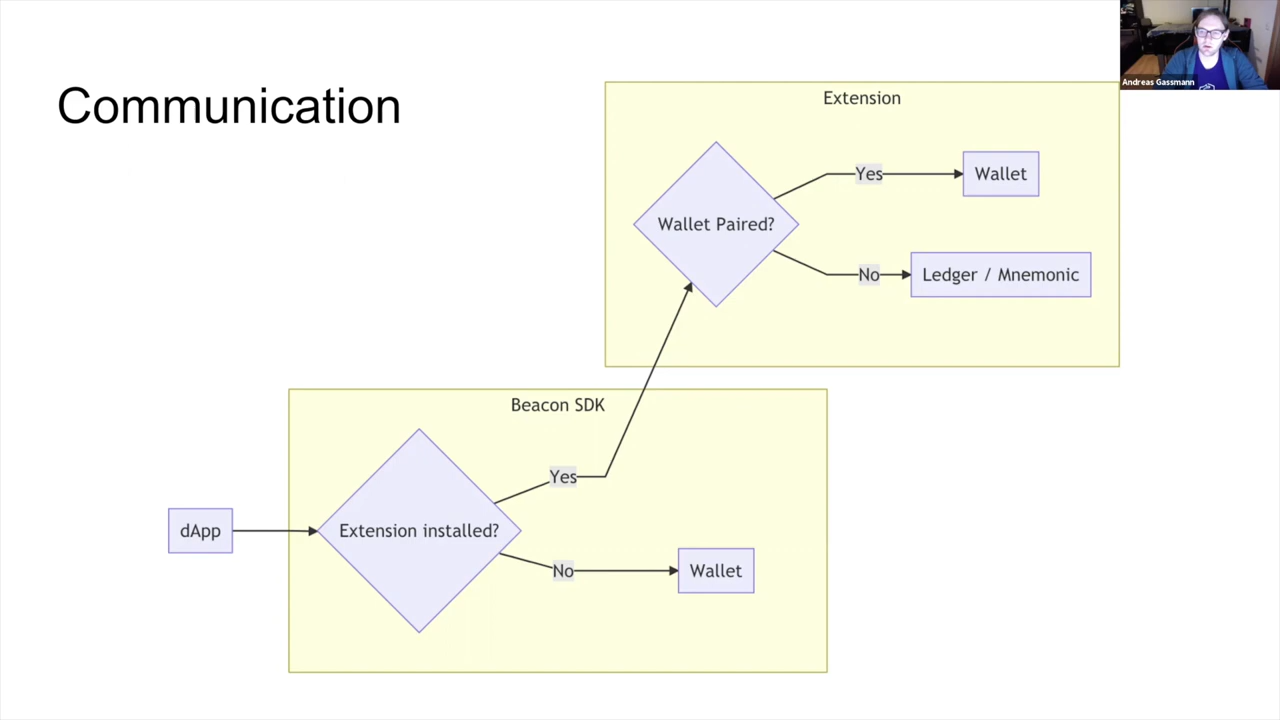 Communication
Andreas Gassmann
Extension
Wallet Paired?
Yes
Wallet
No
Ledger / Mnemonic
Beacon SDK
dApp
Extension installed?
Yes
No
Wallet